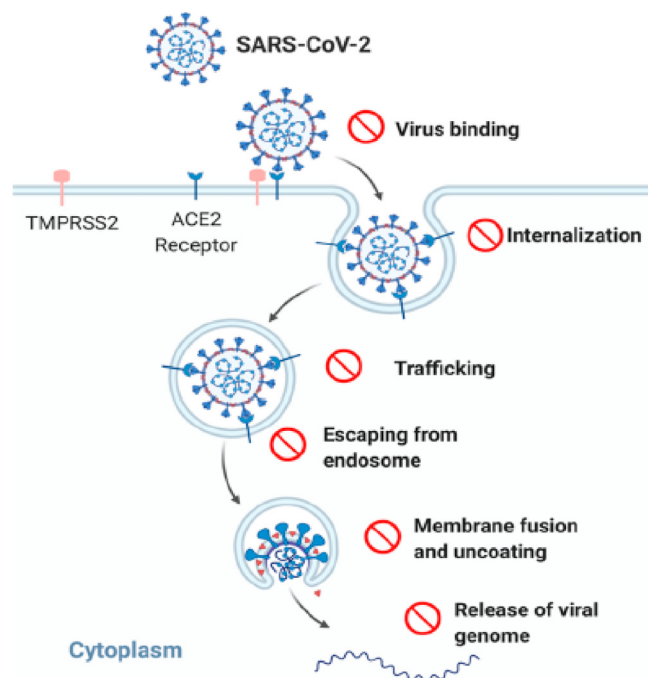 SARS-CoV-2
Virus binding
TMPRSS2
ACE2
Receptor
Internalization
Trafficking
Escaping from
endosome
Membrane fusion
and uncoating
Release of viral
genome
Cytoplasm